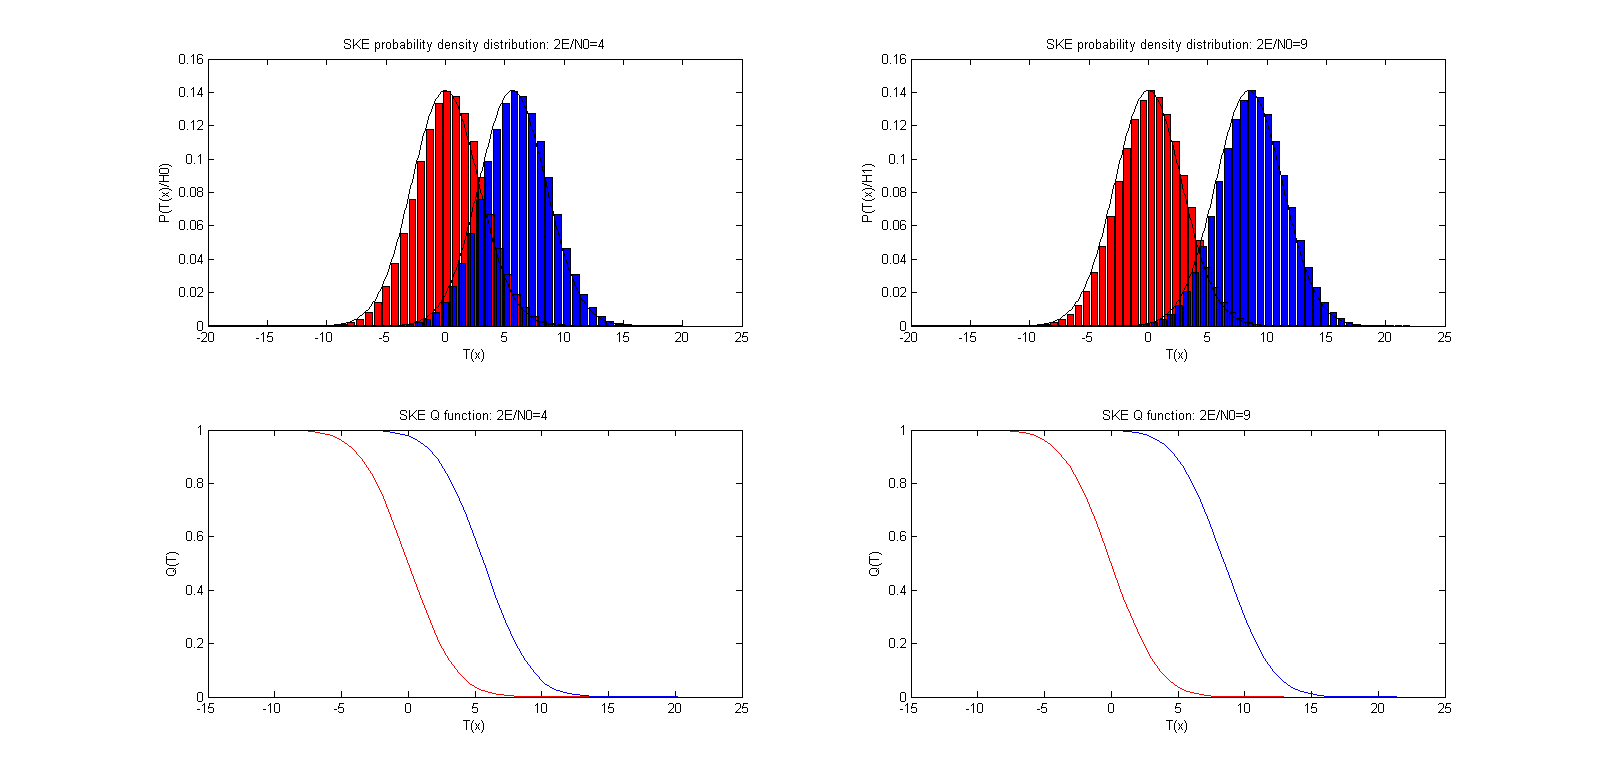 SKE probability density distribution: 2E/N0=4
0.16
0.14
0.12
0.1
0.08
0.06
0.04
0.02
0
P(T(x)/H0)
-20 -15 -10 -5 0 5 10 15 20 25
T(x)
SKE probability density distribution: 2E/N0=9
0.16
0.14
0.12
0.1
0.08
0.06
0.04
0.02
0
P(T(x)/H1)
-20 -15 -10 -5 0 5 10 15 20 25
T(x)
SKE Q function: 2E/N0=4
1
0.8
0.6
0.4
0.2
0
Q(T)
-15 -10 -5 0 5 10 15 20 25
T(x)
SKE Q function: 2E/N0=9
1
0.8
0.6
0.4
0.2
0
Q(T)
-15 -10 -5 0 5 10 15 20 25
T(x)